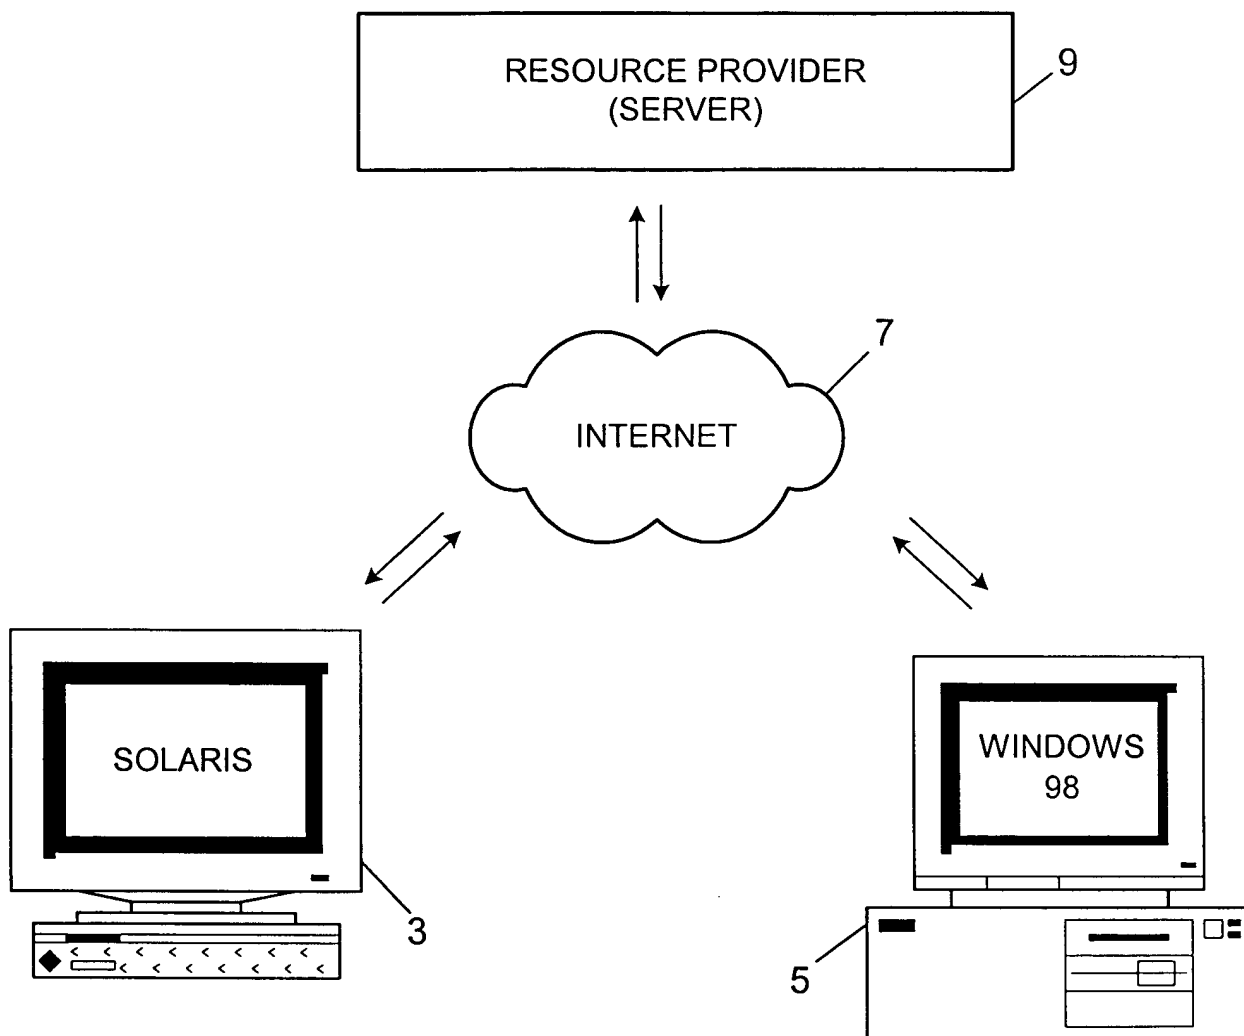 RESOURCE PROVIDER
(SERVER)
9
7
INTERNET
SOLARIS
WINDOWS
98
3
5